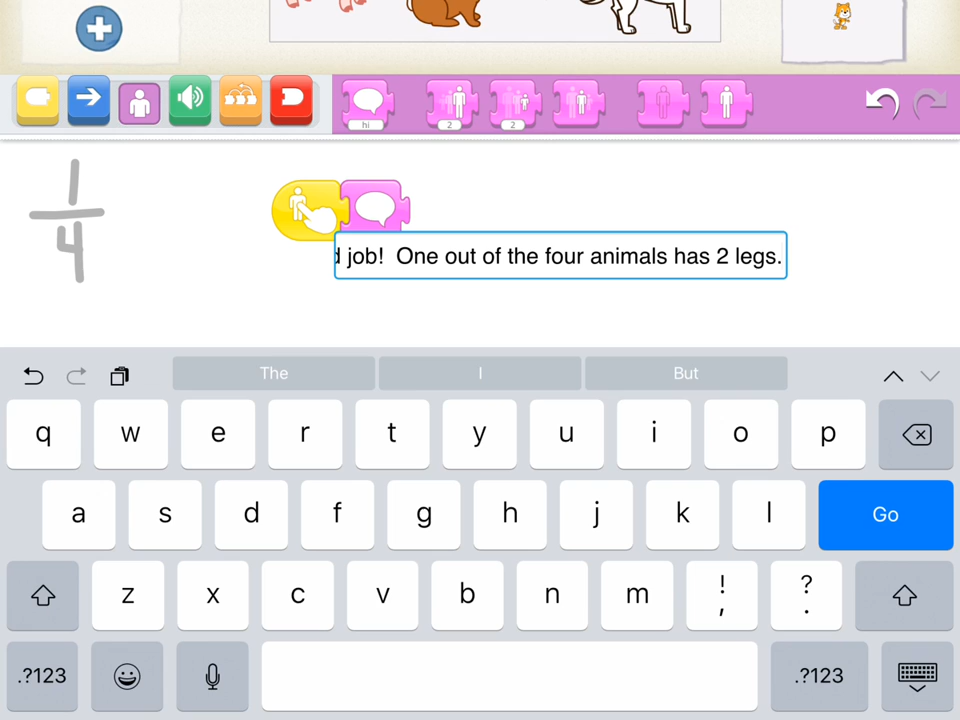 hi
2
2
1
4
d job!  One out of the four animals has 2 legs.
The
I
But
q w e r t y u i o p
a s d f g h j k l Go
z x c v b n m ! , ? .
.?123 .?123